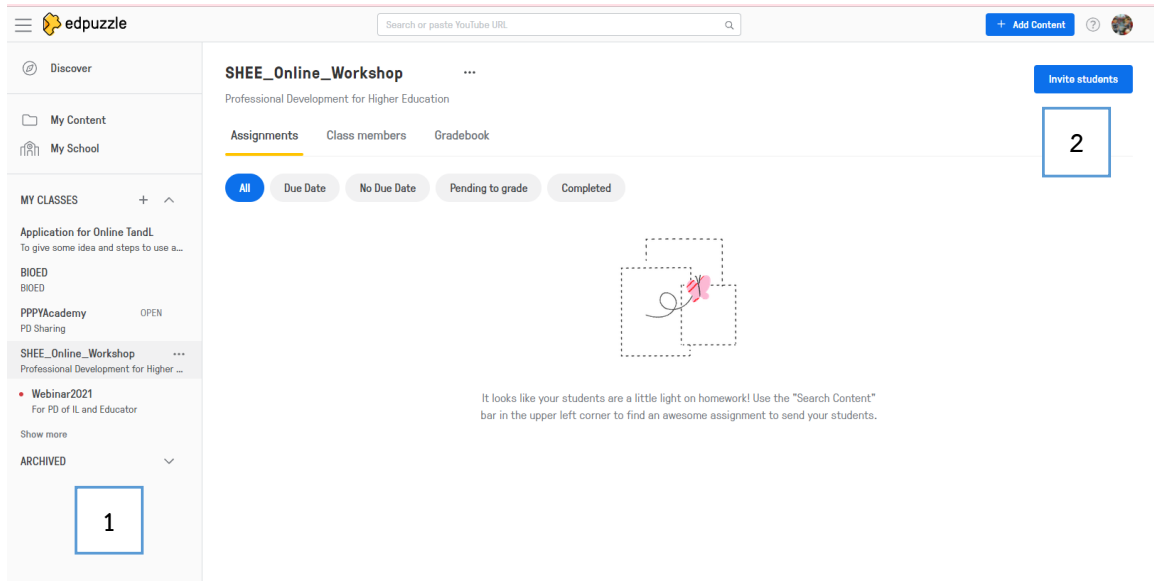 edpuzzle
Search or paste YouTube URL
+ Add Content
?
Discover
My Content
My School
MY CLASSES
+
Application for Online TandL
To give some idea and steps to use a...
BIOED
BIOED
PPPYAcademy OPEN
PD Sharing
SHEE_Online_Workshop ...
Professional Development for Higher ...
Webinar2021
For PD of IL and Educator
Show more
ARCHIVED
1
SHEE_Online_Workshop ...
Professional Development for Higher Education
Invite students
2
Assignments Class members Gradebook
All Due Date No Due Date Pending to grade Completed
It looks like your students are a little light on homework! Use the "Search Content"
bar in the upper left corner to find an awesome assignment to send your students.